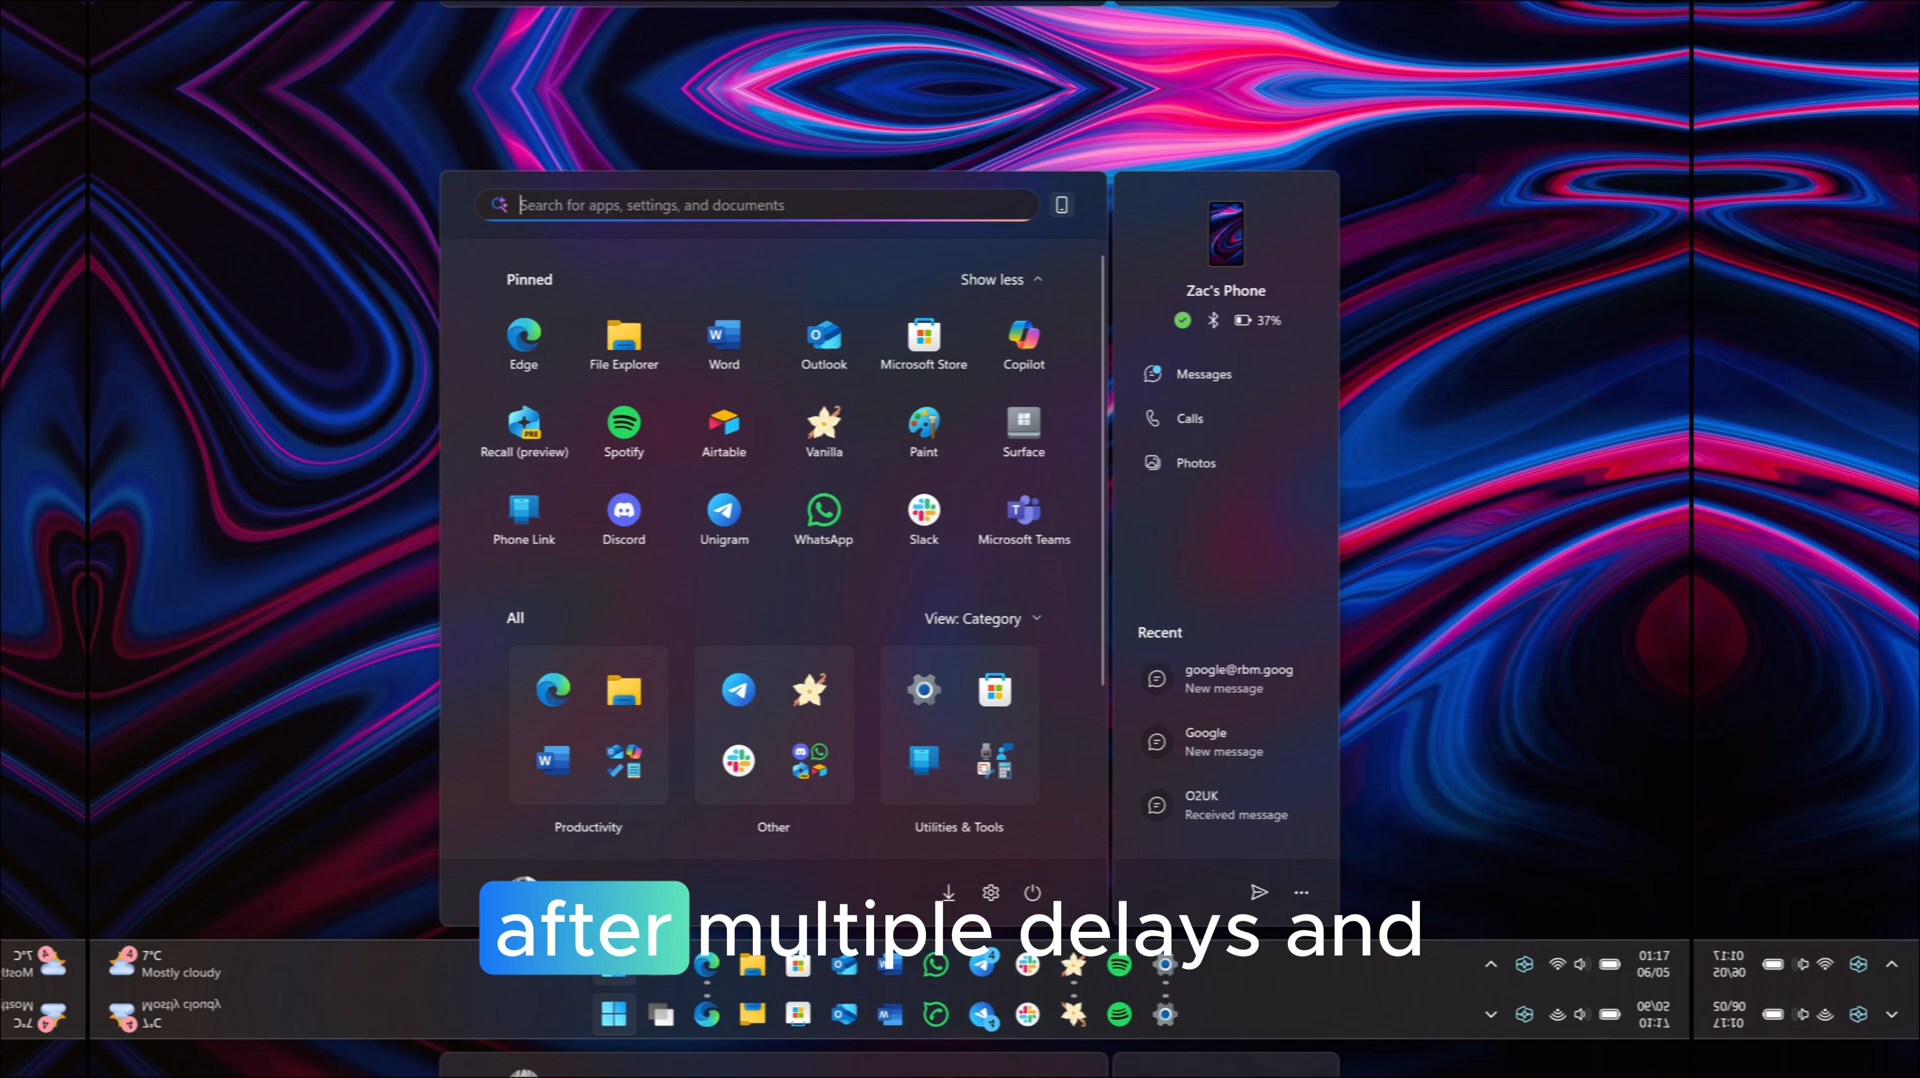 Search for apps, settings, and documents
Pinned
Show less
Edge
File Explorer
Word
Outlook
Microsoft Store
Copilot
Recall (preview)
Spotify
Airtable
Vanilla
Paint
Surface
Phone Link
Discord
Unigram
WhatsApp
Slack
Microsoft Teams
All
View: Category
Productivity
Other
Utilities & Tools
Zac's Phone
37%
Messages
Calls
Photos
Recent
google@rbm.goog
New message
Google
New message
O2UK
Received message
after multiple delays and
4
7°C
Mostly cloudy
4
01:17
06/05